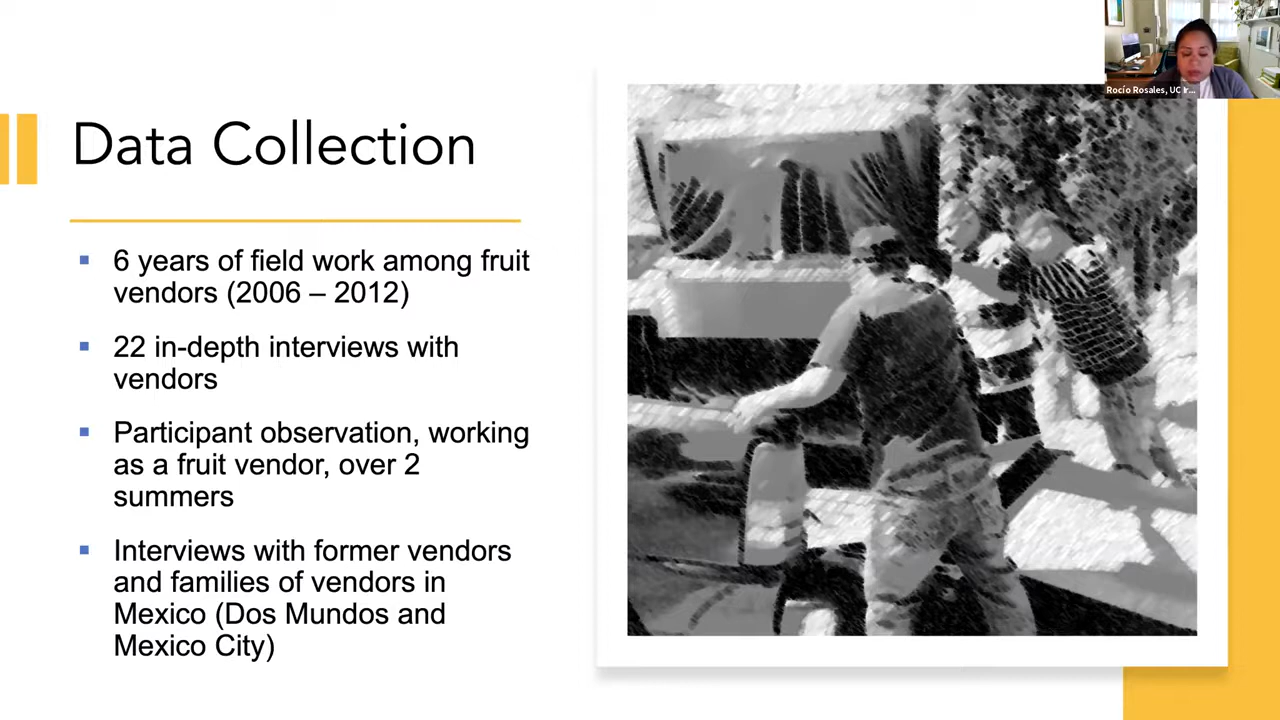 Rocío Rosales, UC Ir...
Data Collection
▪ 6 years of field work among fruit
vendors (2006 – 2012)
▪ 22 in-depth interviews with
vendors
▪ Participant observation, working
as a fruit vendor, over 2
summers
▪ Interviews with former vendors
and families of vendors in
Mexico (Dos Mundos and
Mexico City)